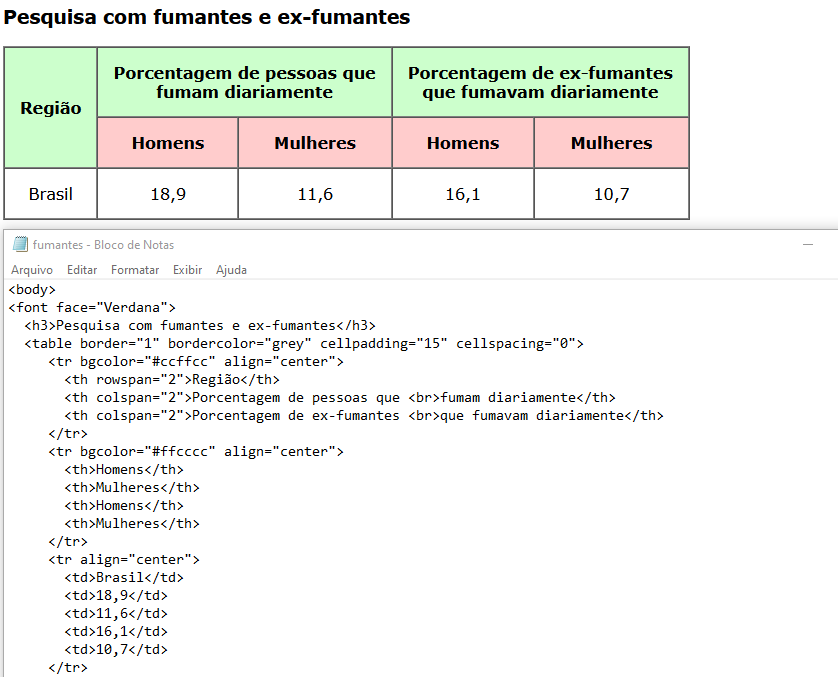 Pesquisa com fumantes e ex-fumantes
Região
Porcentagem de pessoas que
fumam diariamente
Porcentagem de ex-fumantes
que fumavam diariamente
Homens
Mulheres
Homens
Mulheres
Brasil
18,9
11,6
16,1
10,7
fumantes - Bloco de Notas
Arquivo Editar Formatar Exibir Ajuda
<body>
<font face="Verdana">
<h3>Pesquisa com fumantes e ex-fumantes</h3>
<table border="1" bordercolor="grey" cellpadding="15" cellspacing="0">
<tr bgcolor="#ccffcc" align="center">
<th rowspan="2">Região</th>
<th colspan="2">Porcentagem de pessoas que <br>fumam diariamente</th>
<th colspan="2">Porcentagem de ex-fumantes <br>que fumavam diariamente</th>
</tr>
<tr bgcolor="#ffcccc" align="center">
<th>Homens</th>
<th>Mulheres</th>
<th>Homens</th>
<th>Mulheres</th>
</tr>
<tr align="center">
<td>Brasil</td>
<td>18,9</td>
<td>11,6</td>
<td>16,1</td>
<td>10,7</td>
</tr>